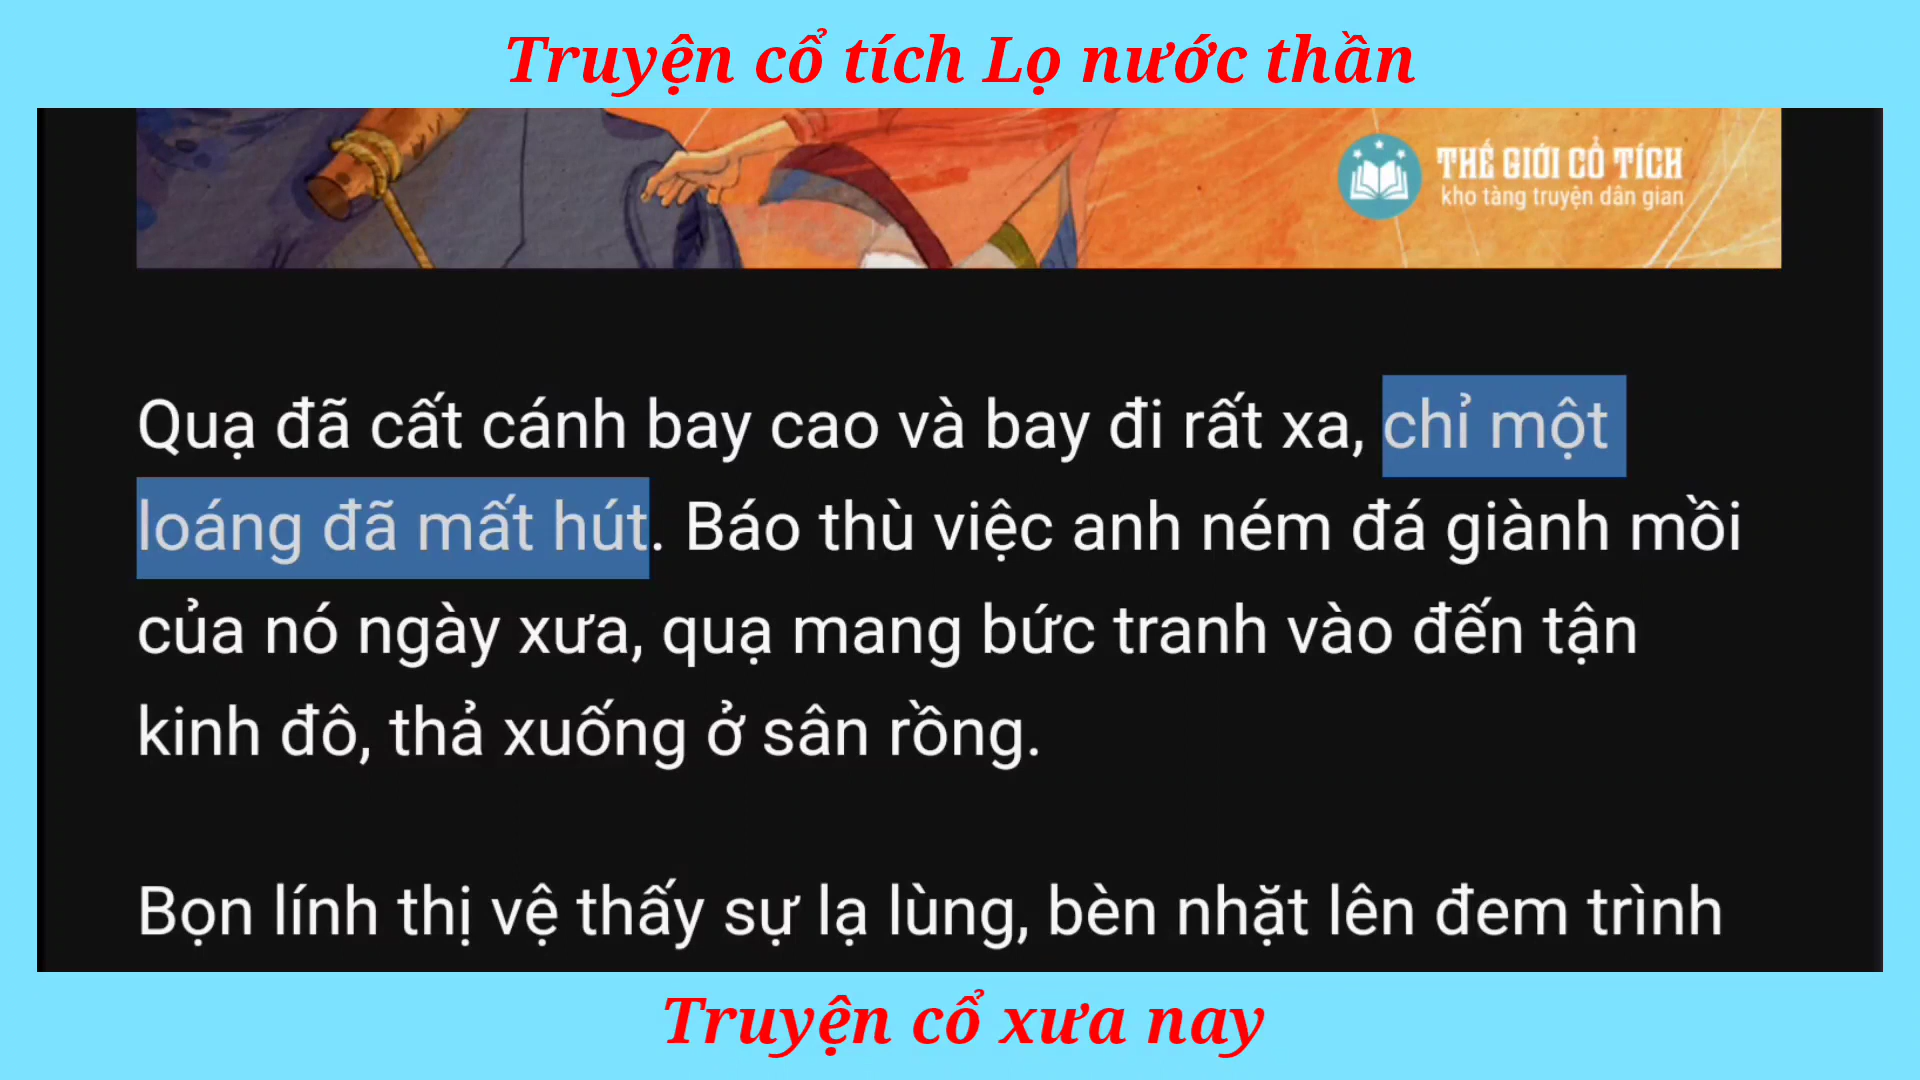 Truyện cổ tích Lọ nước thần
THẾ GIỚI CỔ TÍCH
kho tàng truyện dân gian
Quạ đã cất cánh bay cao và bay đi rất xa, chỉ một
loáng đã mất hút. Báo thù việc anh ném đá giành mồi
của nó ngày xưa, quạ mang bức tranh vào đến tận
kinh đô, thả xuống ở sân rồng.
Bọn lính thị vệ thấy sự lạ lùng, bèn nhặt lên đem trình
Truyện cổ xưa nay